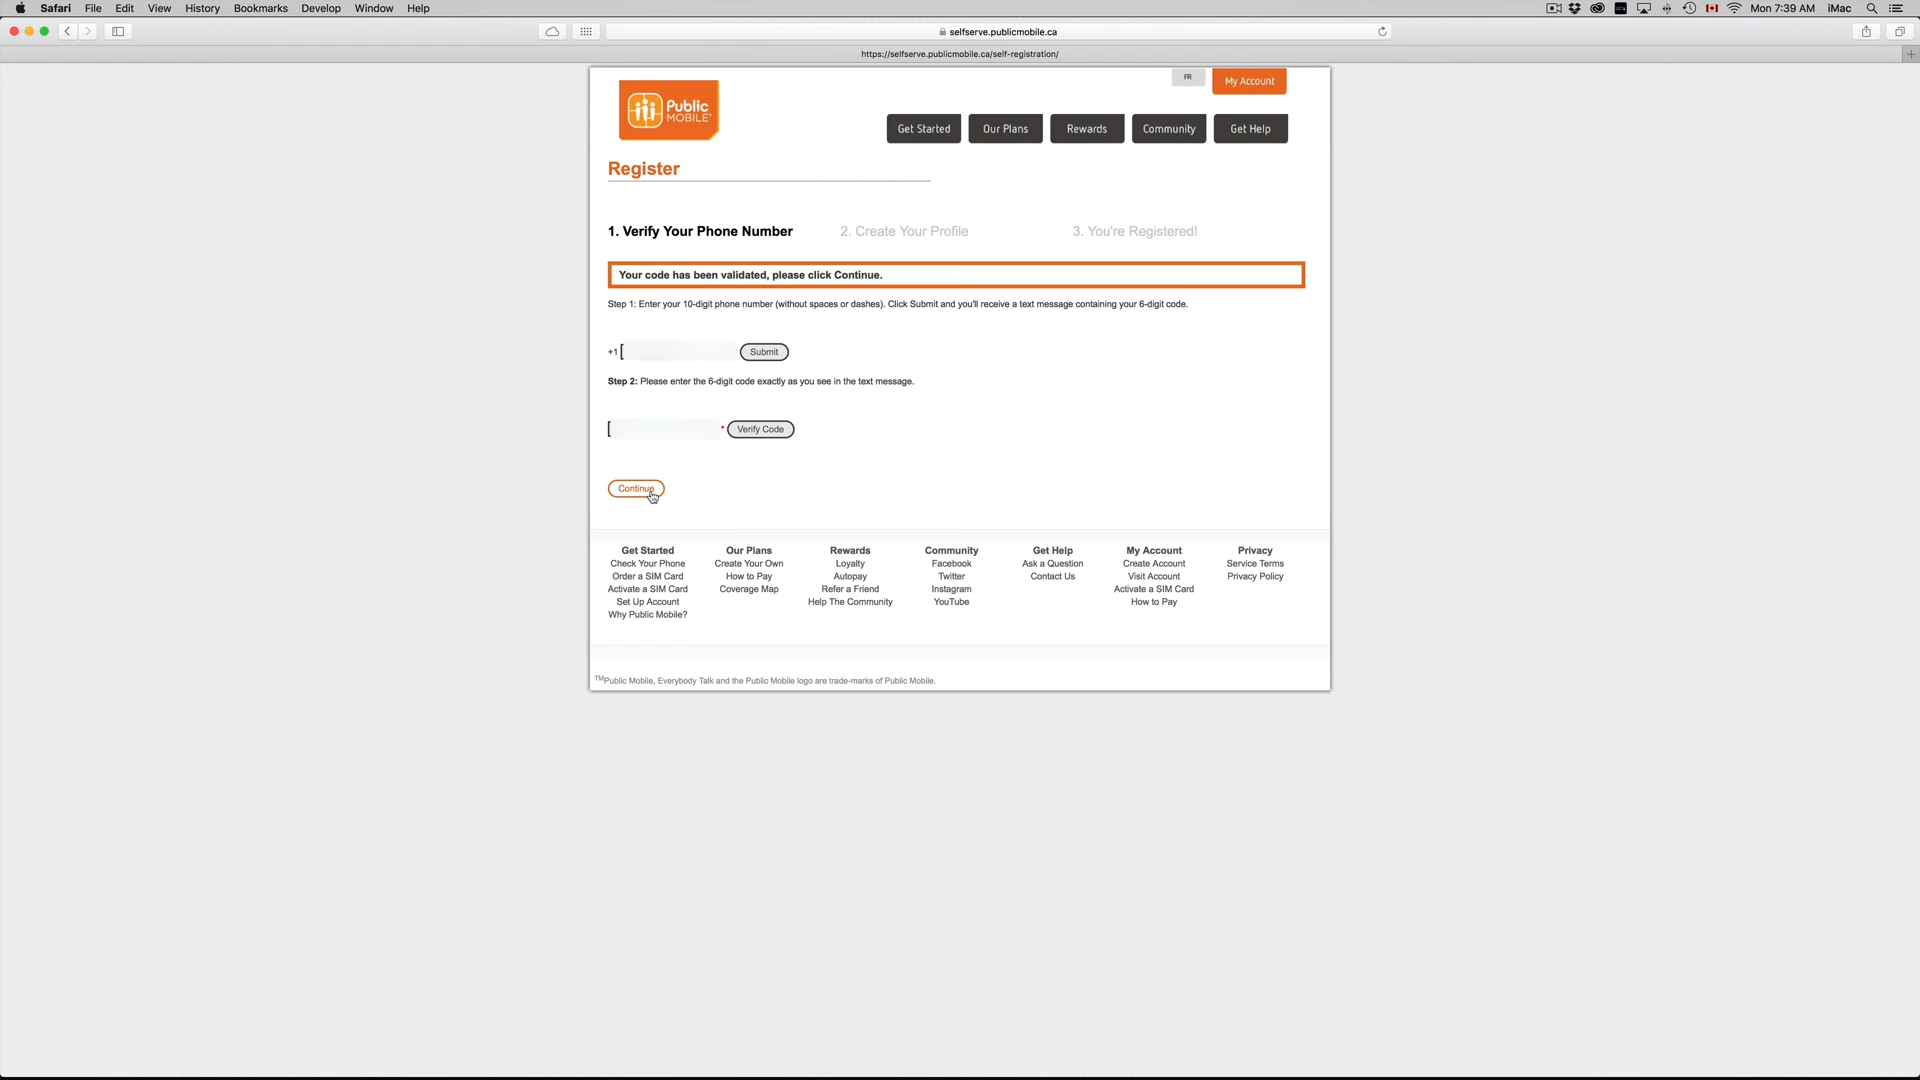 Safari File Edit View History Bookmarks Develop Window Help Mon 7:39 AM iMac
selfserve.publicmobile.ca
https://selfserve.publicmobile.ca/self-registration/
FR My Account
Public MOBILE
Get Started Our Plans Rewards Community Get Help
Register
1. Verify Your Phone Number 2. Create Your Profile 3. You're Registered!
Your code has been validated, please click Continue.
Step 1: Enter your 10-digit phone number (without spaces or dashes). Click Submit and you'll receive a text message containing your 6-digit code.
+1 Submit
Step 2: Please enter the 6-digit code exactly as you see in the text message.
* Verify Code
Continue
Get Started Our Plans Rewards Community Get Help My Account Privacy
Check Your Phone Create Your Own Loyalty Facebook Ask a Question Create Account Service Terms
Order a SIM Card How to Pay Autopay Twitter Contact Us Visit Account Privacy Policy
Activate a SIM Card Coverage Map Refer a Friend Instagram Activate a SIM Card
Set Up Account Help The Community YouTube How to Pay
Why Public Mobile?
TMPublic Mobile, Everybody Talk and the Public Mobile logo are trade-marks of Public Mobile.